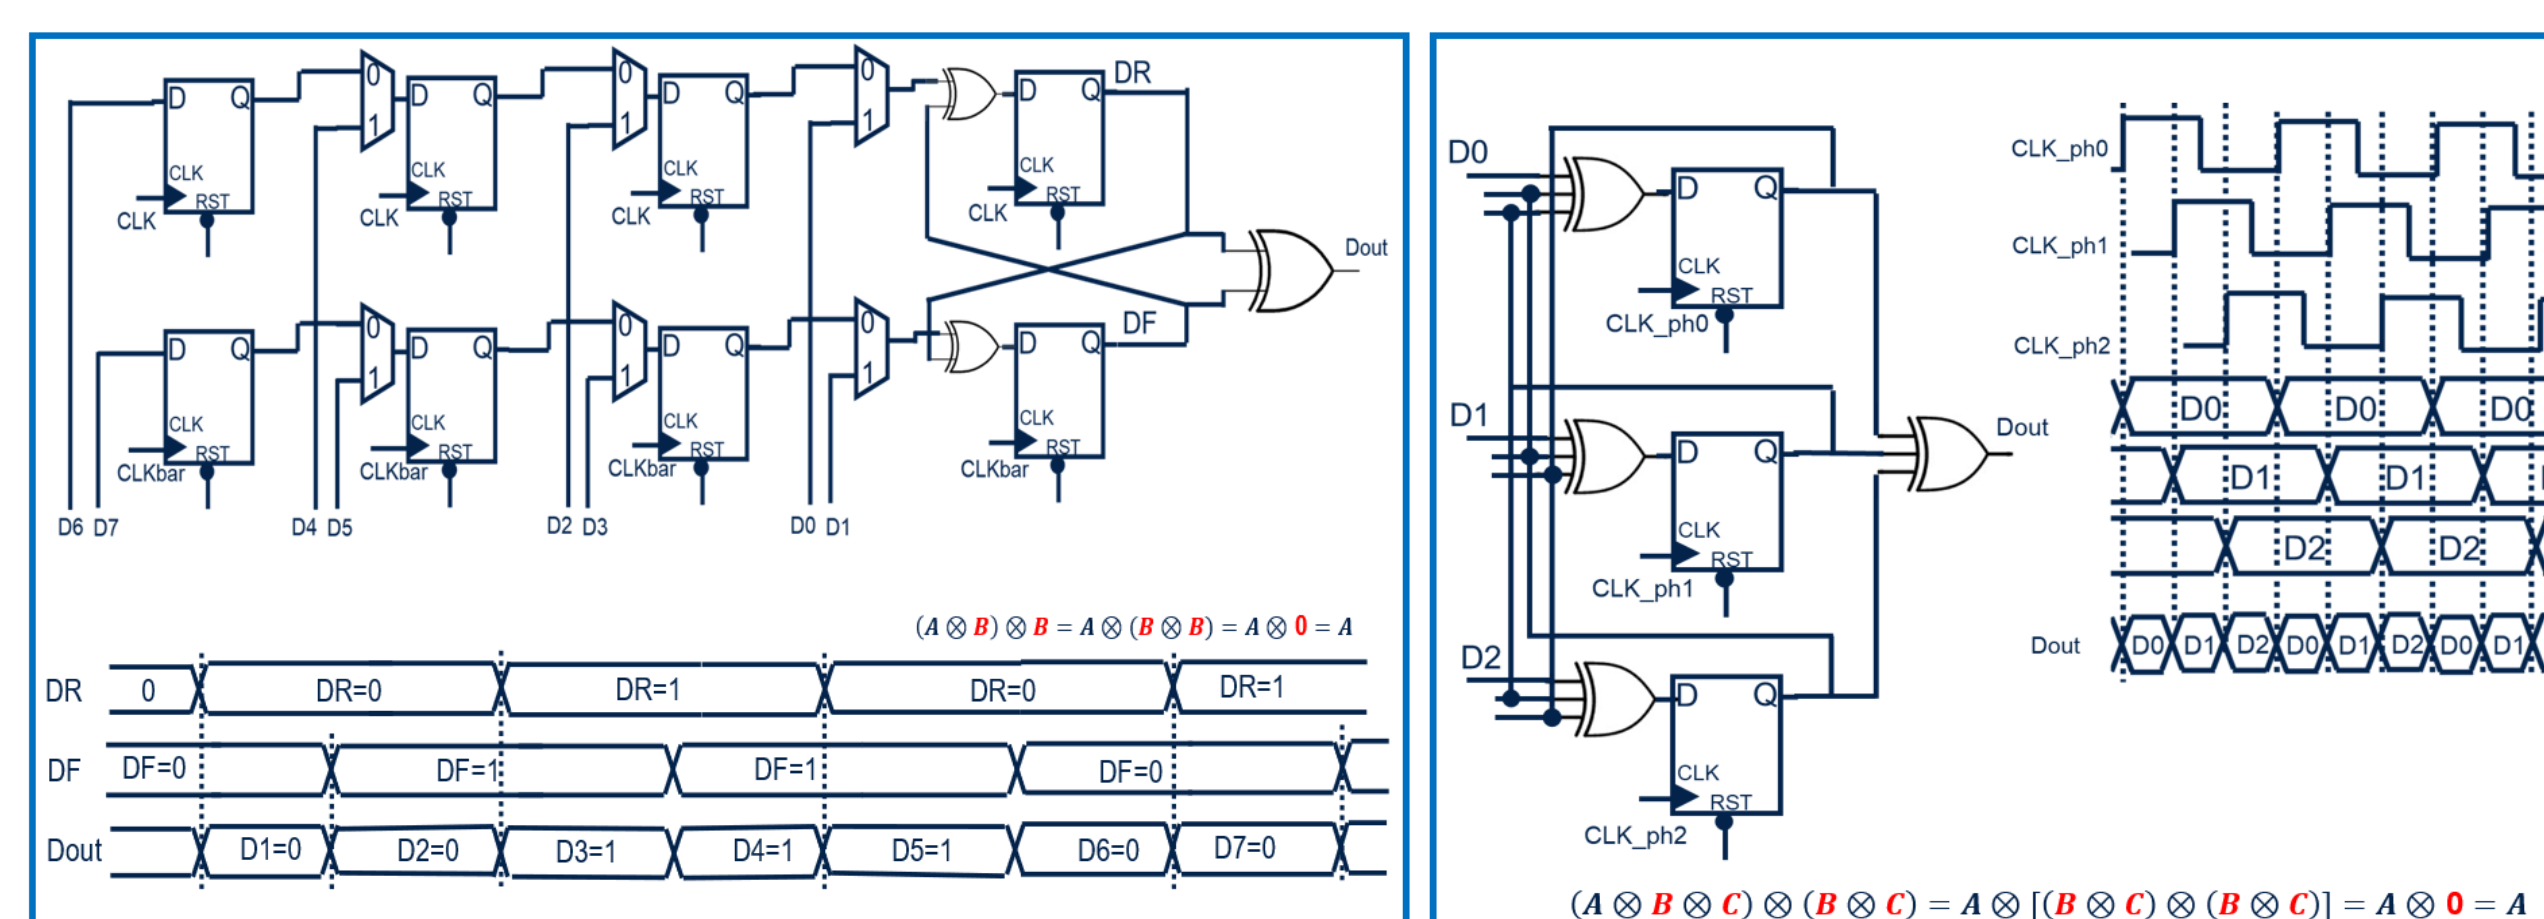 0 0 0 DR
D Q D Q D Q D Q
1 1 1
CLK CLK CLK CLK
RST RST RST RST
CLK CLK CLK CLK
Dout
0 0 0 DF
D Q D Q D Q D Q
1 1 1
CLK CLK CLK CLK
RST RST RST RST
CLKbar CLKbar CLKbar CLKbar
D6 D7 D4 D5 D2 D3 D0 D1
(A ⊗ B) ⊗ B = A ⊗ (B ⊗ B) = A ⊗ 0 = A
DR 0 DR=0 DR=1 DR=0 DR=1
DF DF=0 DF=1 DF=1 DF=0
Dout D1=0 D2=0 D3=1 D4=1 D5=1 D6=0 D7=0
D0
D Q
CLK
RST
CLK_ph0
D1
D Q
Dout
CLK
RST
CLK_ph1
D2
D Q
CLK
RST
CLK_ph2
CLK_ph0
CLK_ph1
CLK_ph2
D0 D0 D0
D1 D1
D2 D2
Dout D0 D1 D2 D0 D1 D2 D0 D1
(A ⊗ B ⊗ C) ⊗ (B ⊗ C) = A ⊗ [(B ⊗ C) ⊗ (B ⊗ C)] = A ⊗ 0 = A